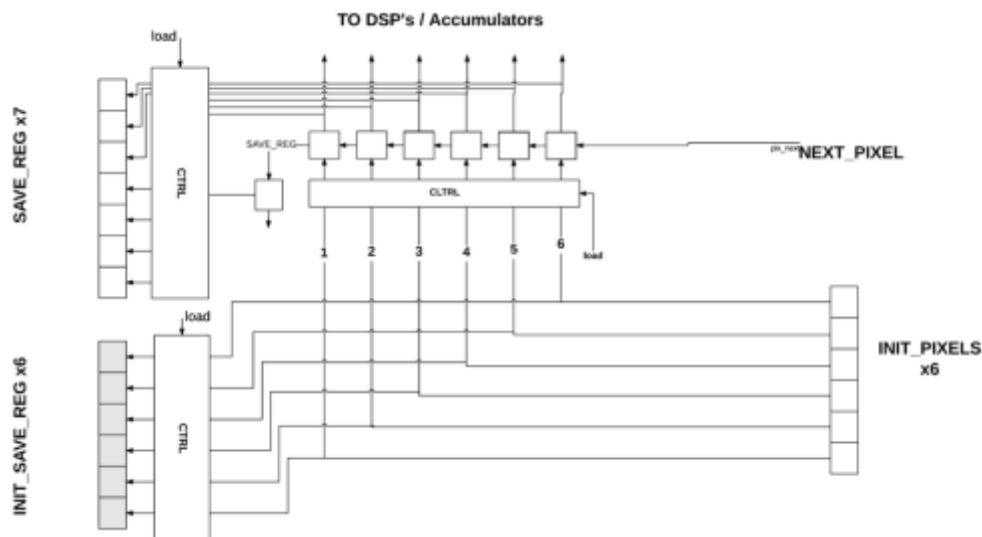 TO DSP's / Accumulators
load
SAVE_REG x7
CTRL
SAVE_REG
pix_next
NEXT_PIXEL
CLTRL
1
2
3
4
5
6
load
load
INIT_SAVE_REG x6
CTRL
INIT_PIXELS
x6